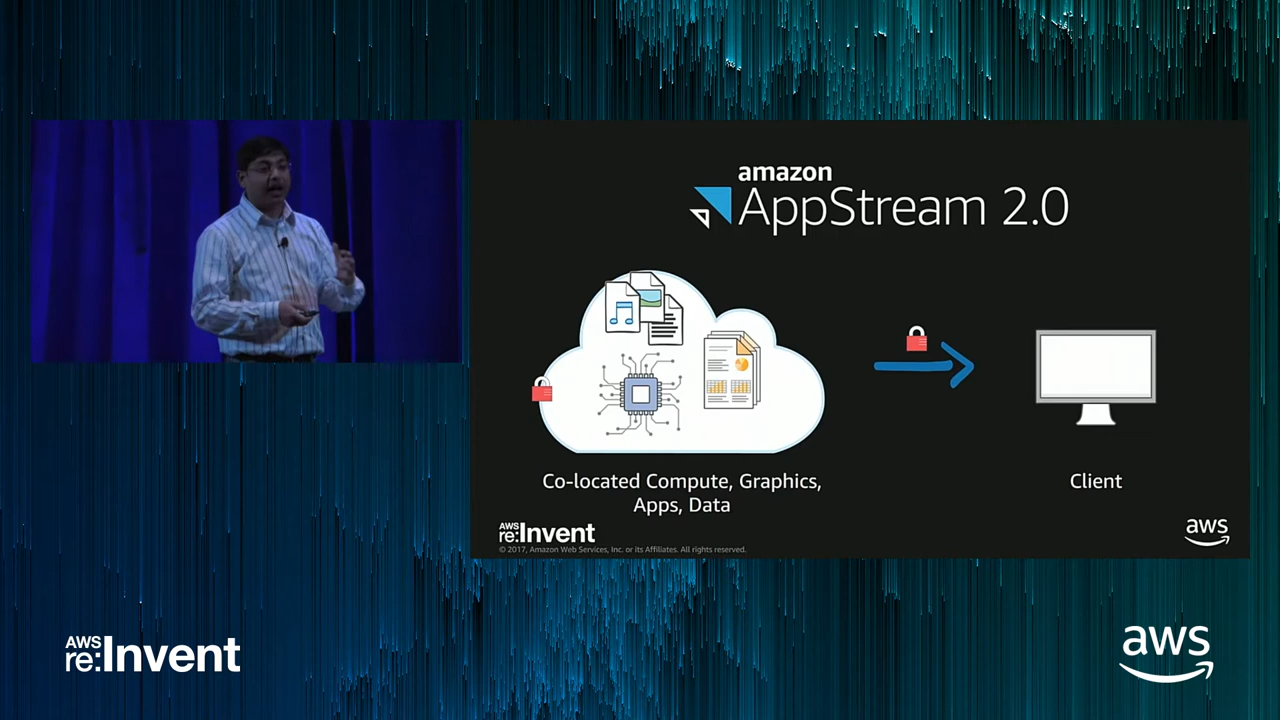 amazon
AppStream 2.0
Co-located Compute, Graphics,
Apps, Data
Client
AWS
re:Invent
© 2017, Amazon Web Services, Inc. or its Affiliates. All rights reserved.
aws
AWS
re:Invent
aws